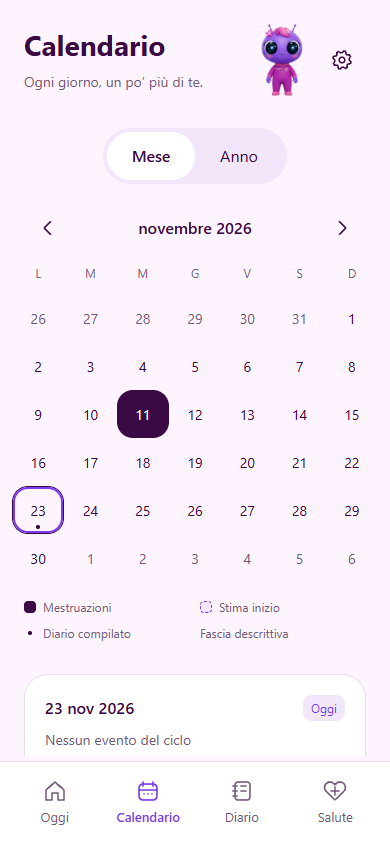 Calendario
Ogni giorno, un po’ più di te.
Mese Anno
novembre 2026
L M M G V S D
26 27 28 29 30 31 1
2 3 4 5 6 7 8
9 10 11 12 13 14 15
16 17 18 19 20 21 22
23 24 25 26 27 28 29
30 1 2 3 4 5 6
Mestruazioni Stima inizio
Diario compilato Fascia descrittiva
23 nov 2026 Oggi
Nessun evento del ciclo
Oggi Calendario Diario Salute